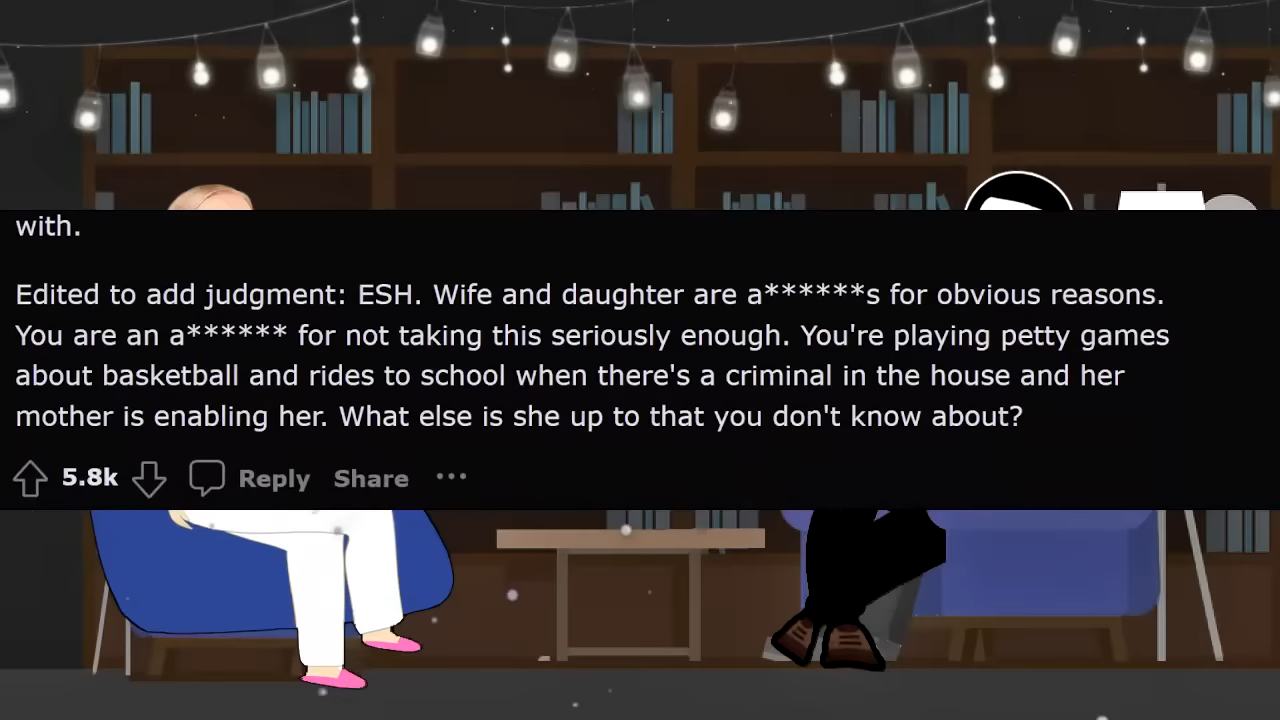 with.
Edited to add judgment: ESH. Wife and daughter are a******s for obvious reasons.
You are an a****** for not taking this seriously enough. You're playing petty games
about basketball and rides to school when there's a criminal in the house and her
mother is enabling her. What else is she up to that you don't know about?
5.8k Reply Share ···